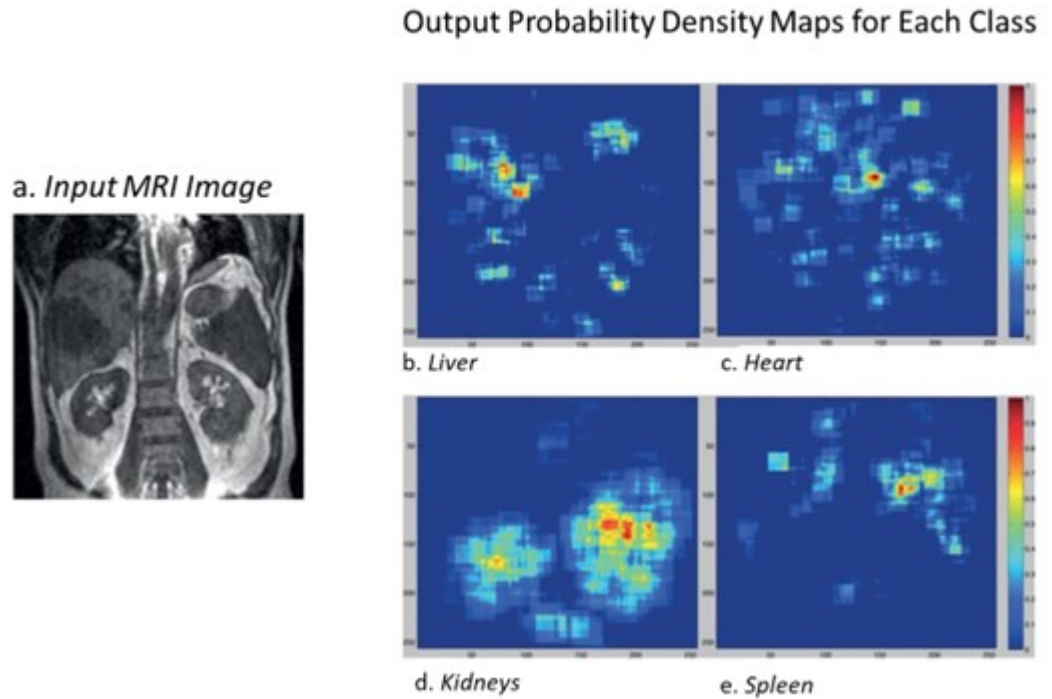 Output Probability Density Maps for Each Class
a. Input MRI Image
b. Liver
c. Heart
d. Kidneys
e. Spleen